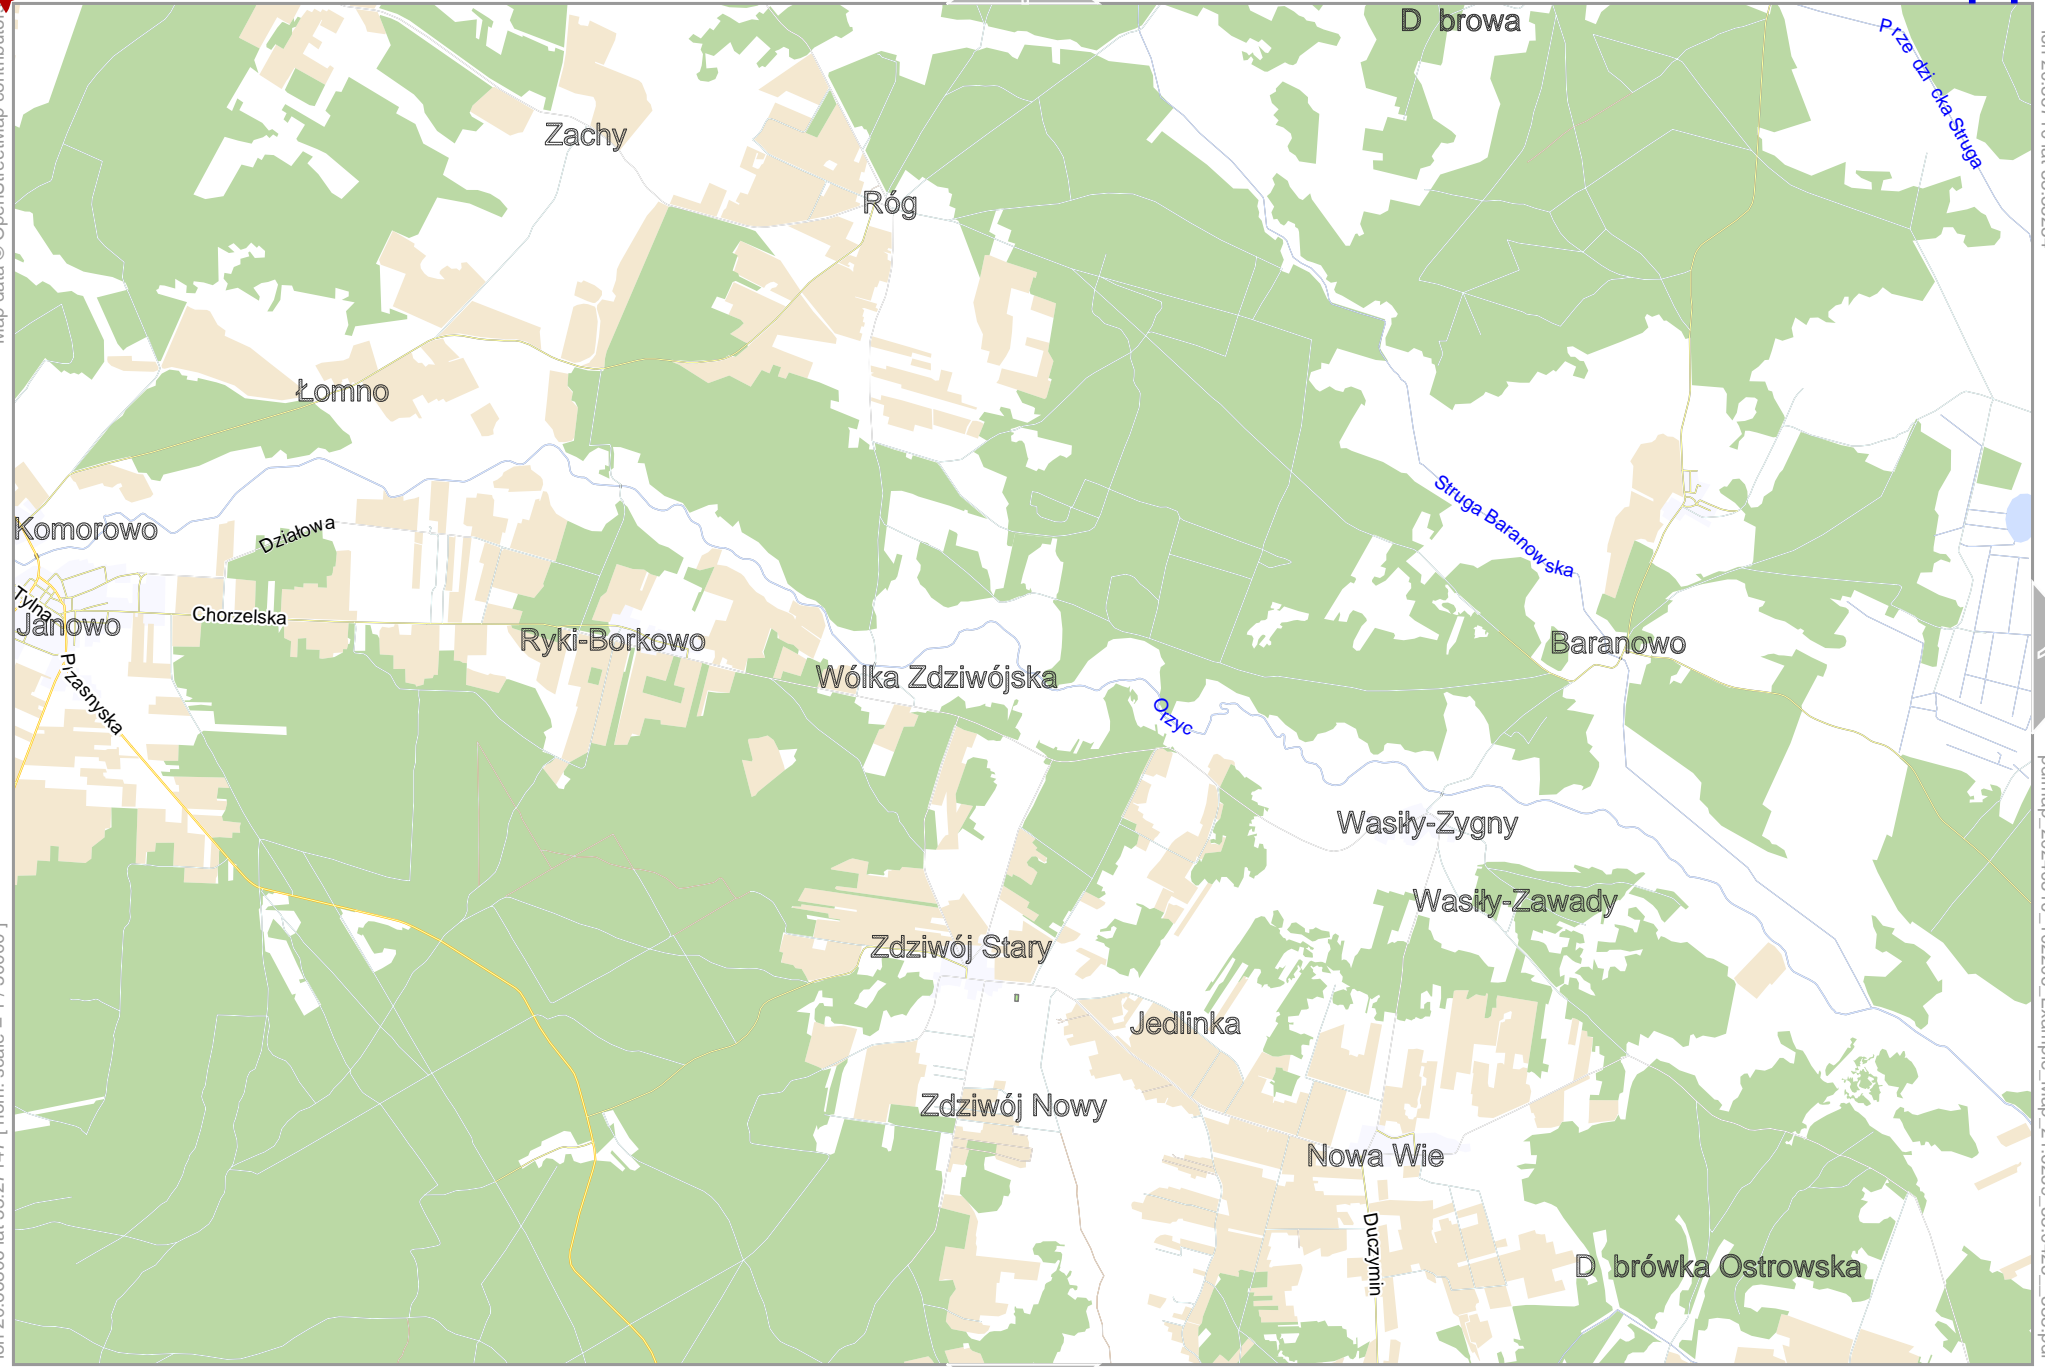 D browa
Prze dzi cka Struga
Zachy
Róg
Łomno
Struga Baranowska
Komorowo
Działowa
Tylna
Chorzelska
Janowo
Ryki-Borkowo
Baranowo
Wólka Zdziwójska
Przasnyska
Orzyc
Wasiły-Zygny
Wasiły-Zawady
Zdziwój Stary
Jedlinka
Zdziwój Nowy
Nowa Wie
Duczymin
D brówka Ostrowska